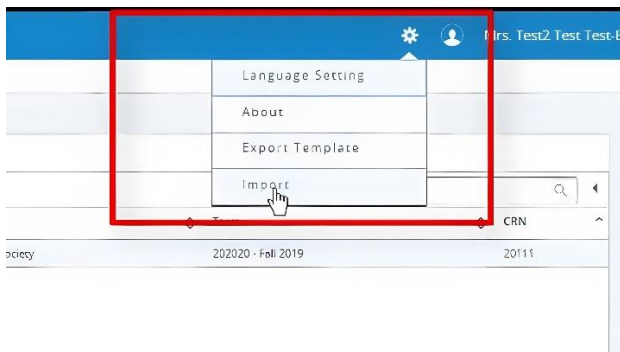 Mrs. Test2 Test Test-
Language Setting
About
Export Template
Import
CRN
ociety 202020 - Fall 2019 20111